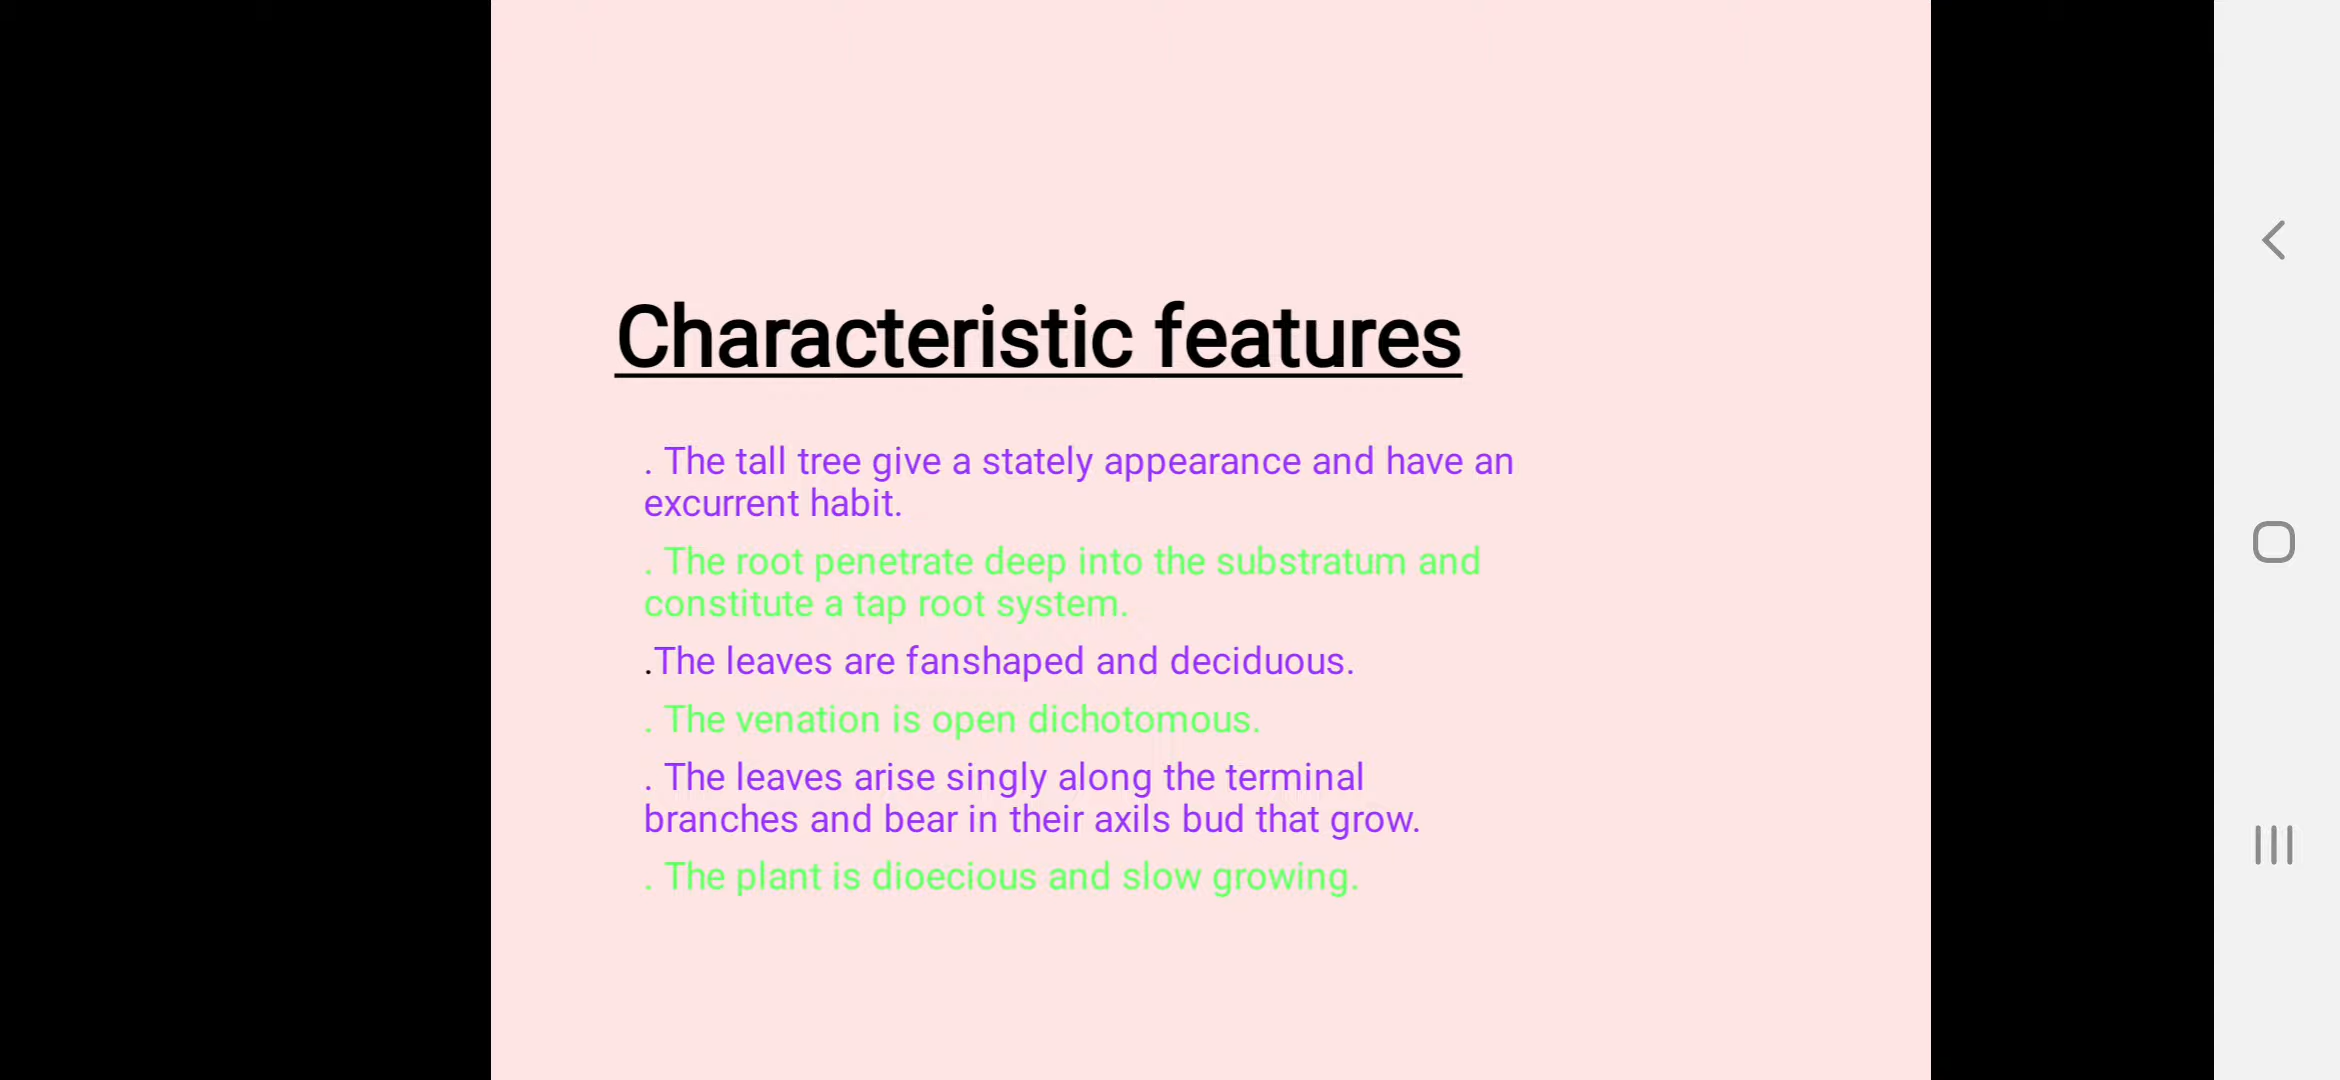 Characteristic features
. The tall tree give a stately appearance and have an
excurrent habit.
. The root penetrate deep into the substratum and
constitute a tap root system.
.The leaves are fanshaped and deciduous.
. The venation is open dichotomous.
. The leaves arise singly along the terminal
branches and bear in their axils bud that grow.
. The plant is dioecious and slow growing.